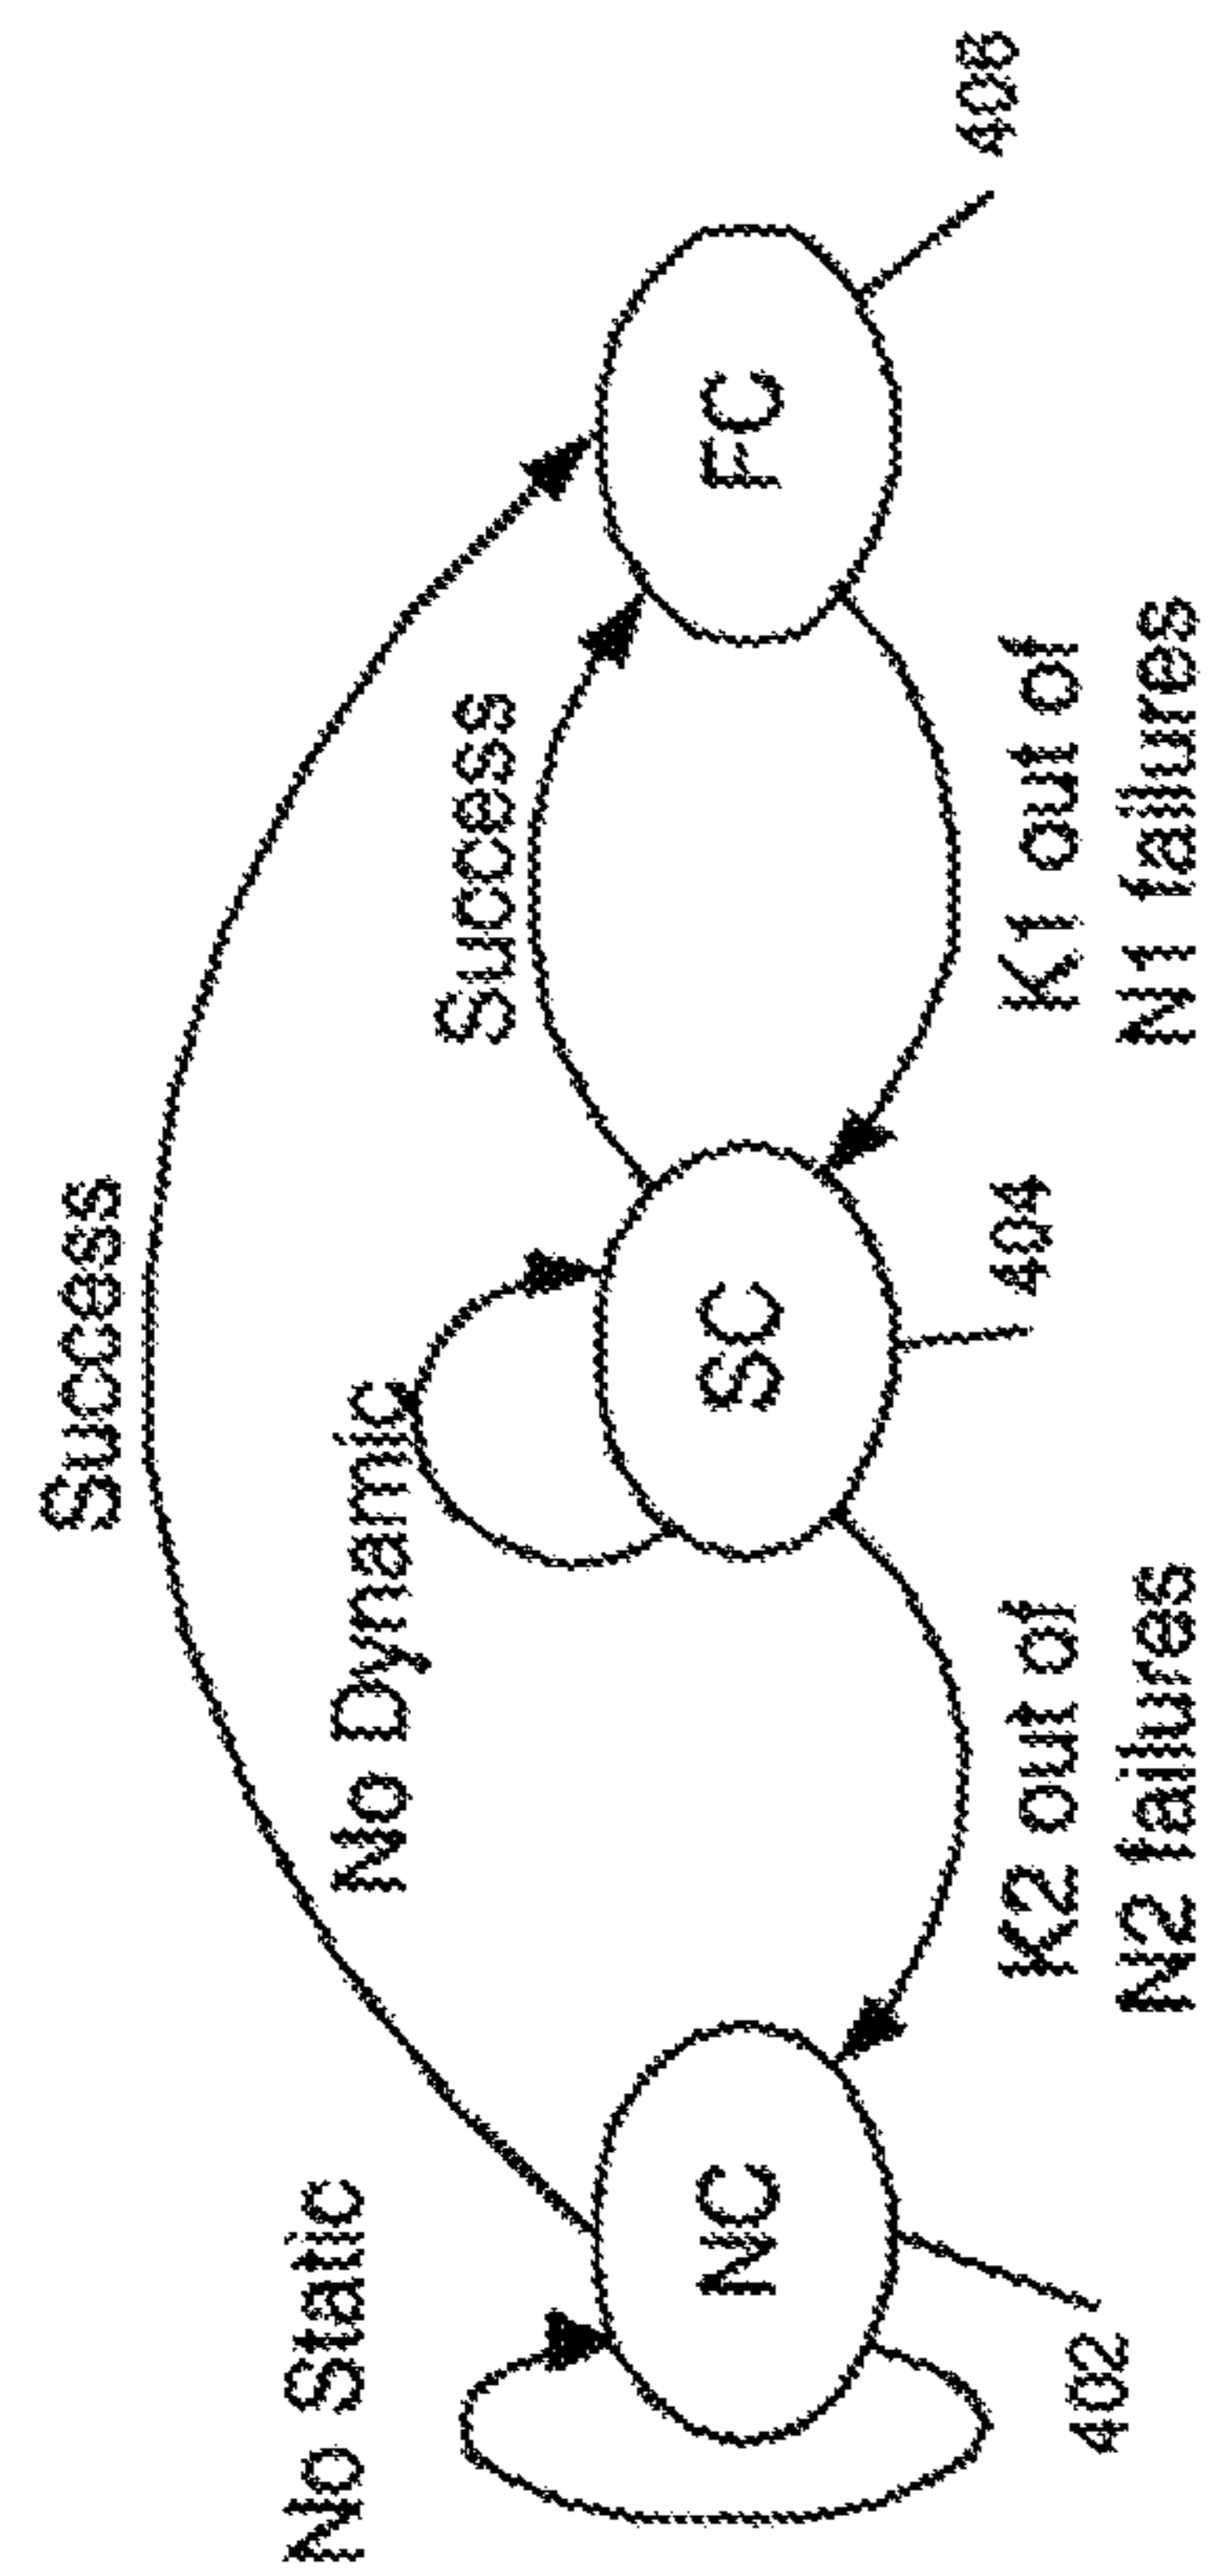 Success
No Static
No Dynamic
Success
NC
SC
FC
402
K2 out of
N2 failures
404
K1 out of
N1 failures
408